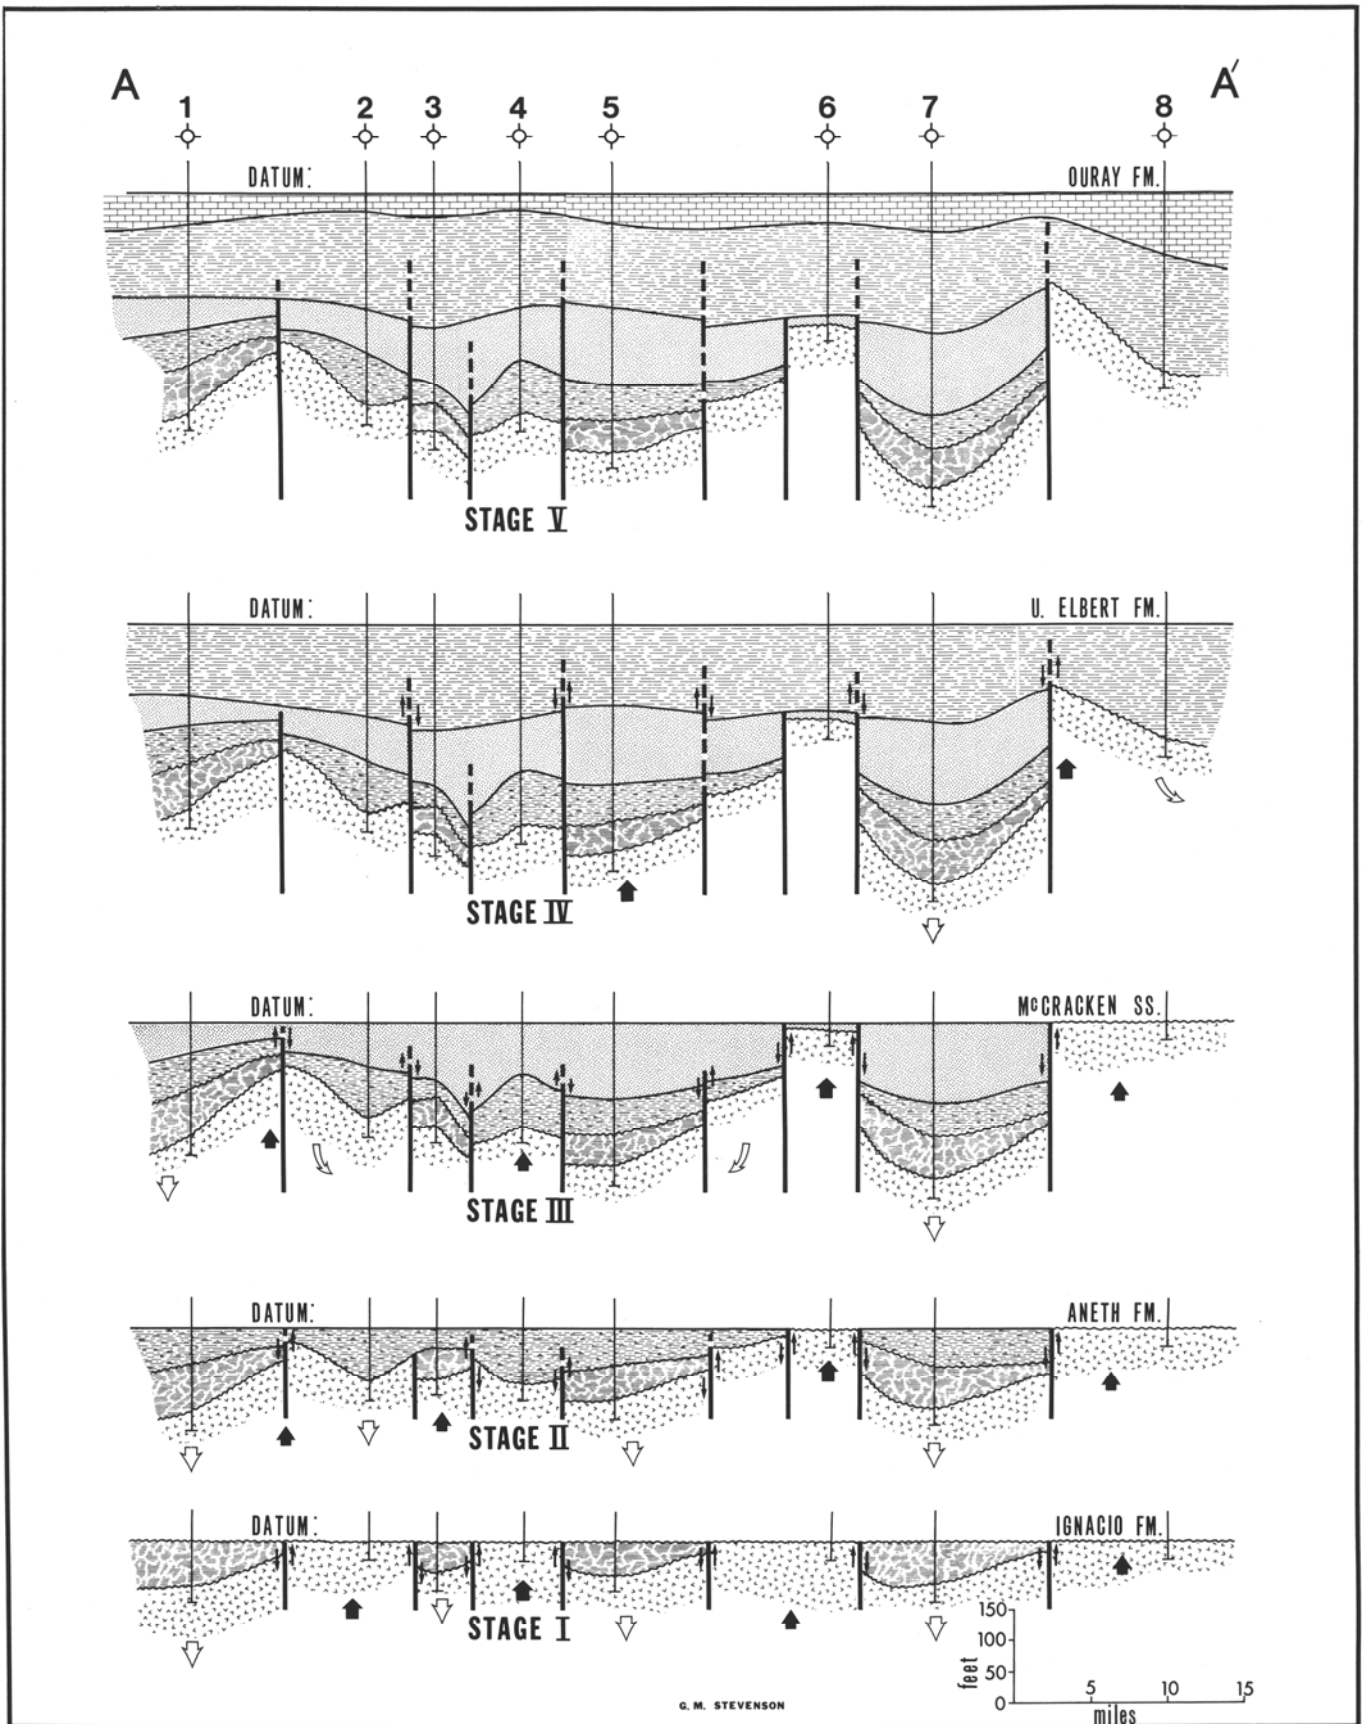 A A′
1 2 3 4 5 6 7 8
DATUM: OURAY FM.
STAGE V
DATUM: U. ELBERT FM.
STAGE IV
DATUM: McCRACKEN SS.
STAGE III
DATUM: ANETH FM.
STAGE II
DATUM: IGNACIO FM.
STAGE I
150
100
50
0
feet
5 10 15
miles
G. M. STEVENSON